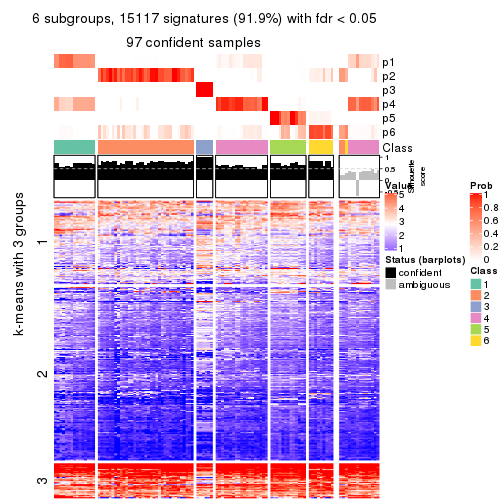 6 subgroups, 15117 signatures (91.9%) with fdr < 0.05
97 confident samples
p1
p2
p3
p4
p5
p6
Class
1
0.5
0
-0.5
Silhouette
score
k-means with 3 groups
1
2
3
Value
5
4
3
2
1
Status (barplots)
confident
ambiguous
Prob
1
0.8
0.6
0.4
0.2
0
Class
1
2
3
4
5
6